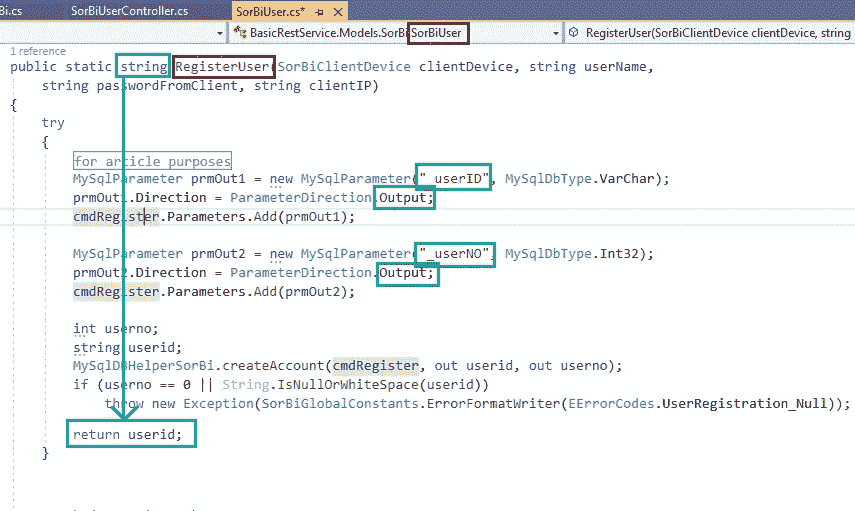 Bi.cs SorBiUserController.cs SorBiUser.cs*
BasicRestService.Models.SorBi SorBiUser RegisterUser(SorBiClientDevice clientDevice, string
1 reference
public static string RegisterUser(SorBiClientDevice clientDevice, string userName,
string passwordFromClient, string clientIP)
{
try
{
for article purposes
MySqlParameter prmOut1 = new MySqlParameter("_userID", MySqlDbType.VarChar);
prmOut1.Direction = ParameterDirection.Output;
cmdRegister.Parameters.Add(prmOut1);
MySqlParameter prmOut2 = new MySqlParameter("_userNO", MySqlDbType.Int32);
prmOut2.Direction = ParameterDirection.Output;
cmdRegister.Parameters.Add(prmOut2);
int userno;
string userid;
MySqlDBHelperSorBi.createAccount(cmdRegister, out userid, out userno);
if (userno == 0 || String.IsNullOrWhiteSpace(userid))
throw new Exception(SorBiGlobalConstants.ErrorFormatWriter(EErrorCodes.UserRegistration_Null));
return userid;
}